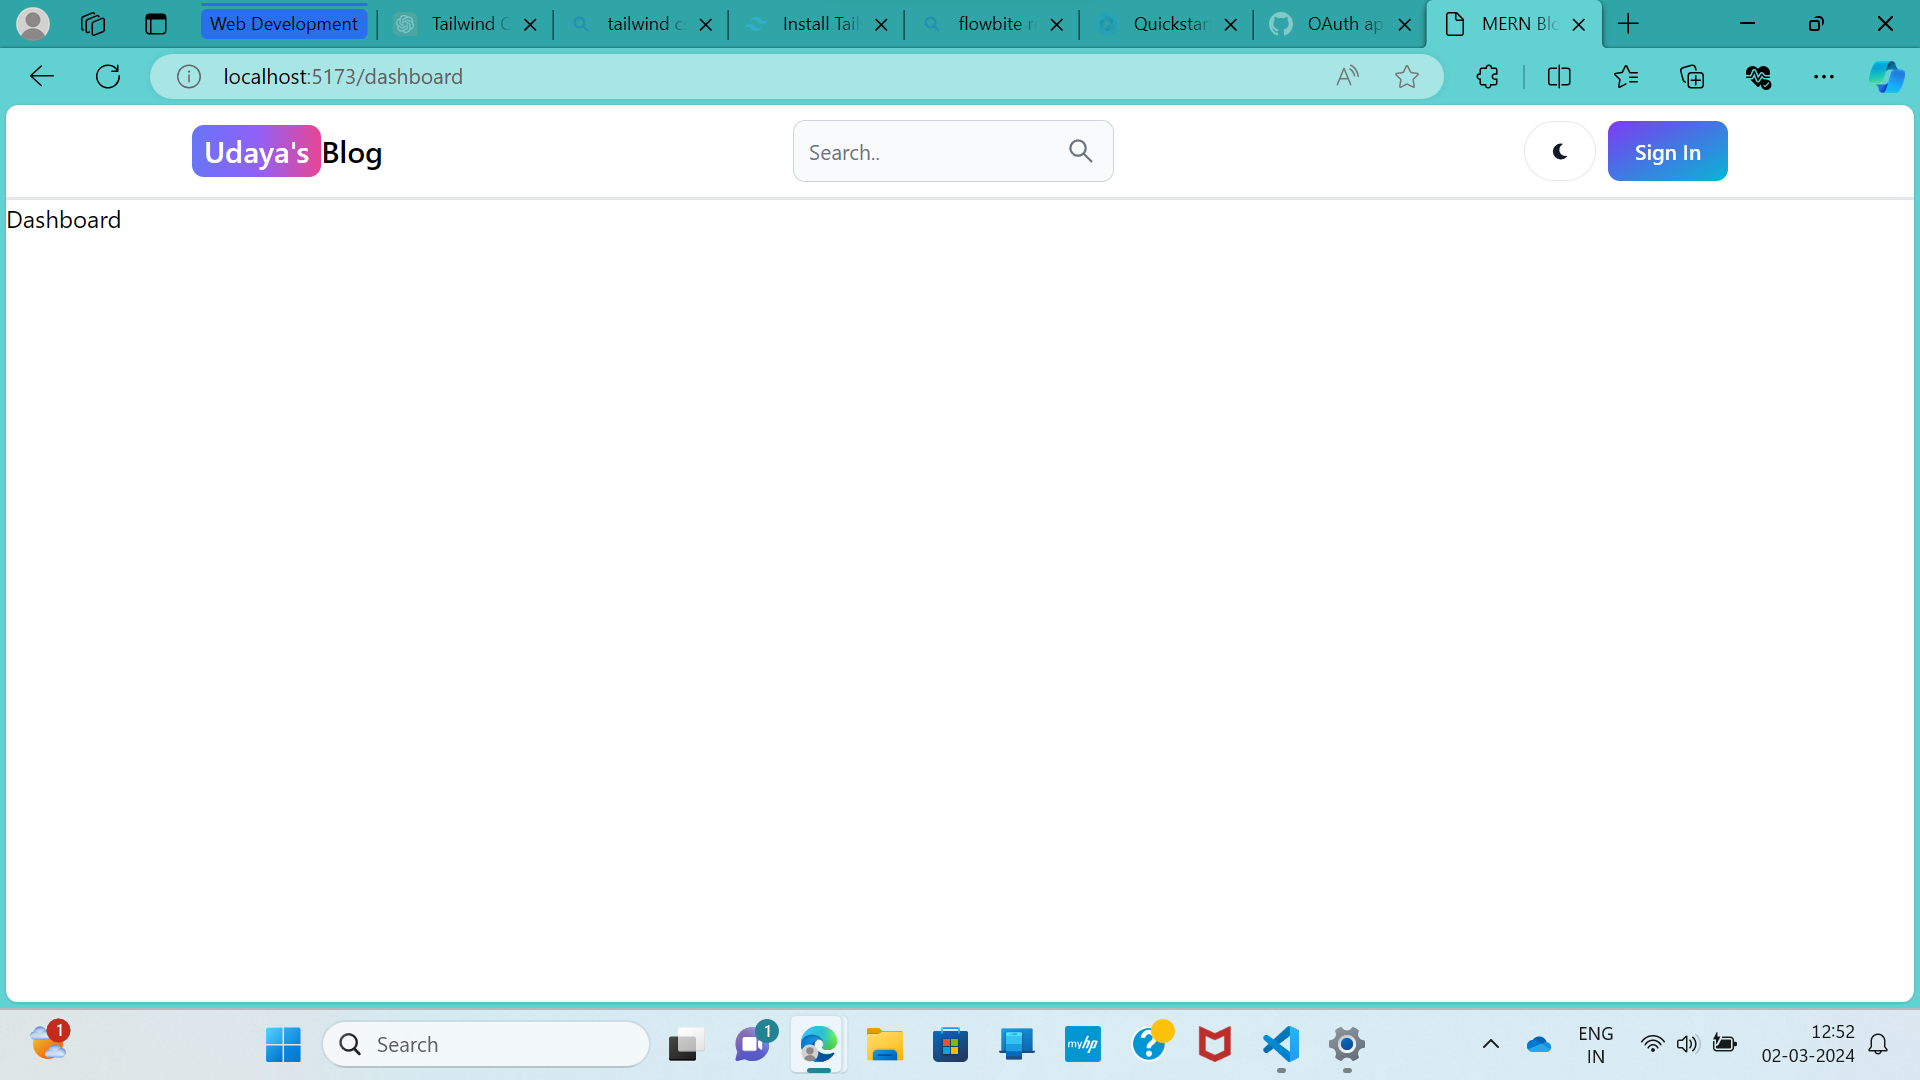 Web Development
Tailwind C
tailwind c
Install Tail
flowbite r
Quickstar
OAuth ap
MERN Blo
localhost:5173/dashboard
Udaya's Blog
Search..
Sign In
Dashboard
1
Search
1
myhp
ENG
IN
12:52
02-03-2024